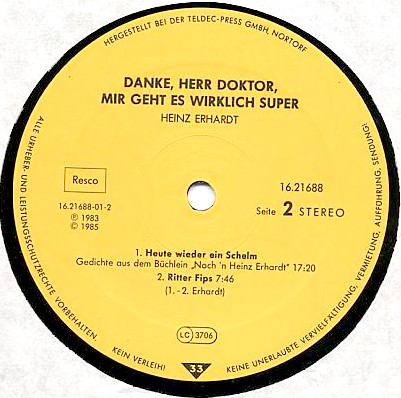 HERGESTELLT BEI DER TELDEC-PRESS GMBH, NORTORF
DANKE, HERR DOKTOR,
MIR GEHT ES WIRKLICH SUPER
HEINZ ERHARDT
Resco
16.21688-01-2
Ⓟ 1983
© 1985
16.21688
Seite 2 STEREO
1. Heute wieder ein Schelm
Gedichte aus dem Büchlein „Noch 'n Heinz Erhardt" 17:20
2. Ritter Fips 7:46
(1.-2. Erhardt)
LC 3706
33
ALLE URHEBER- UND LEISTUNGSSCHUTZRECHTE VORBEHALTEN.
KEIN VERLEIH! KEINE UNERLAUBTE VERVIELFÄLTIGUNG, VERMIETUNG, AUFFÜHRUNG, SENDUNG!